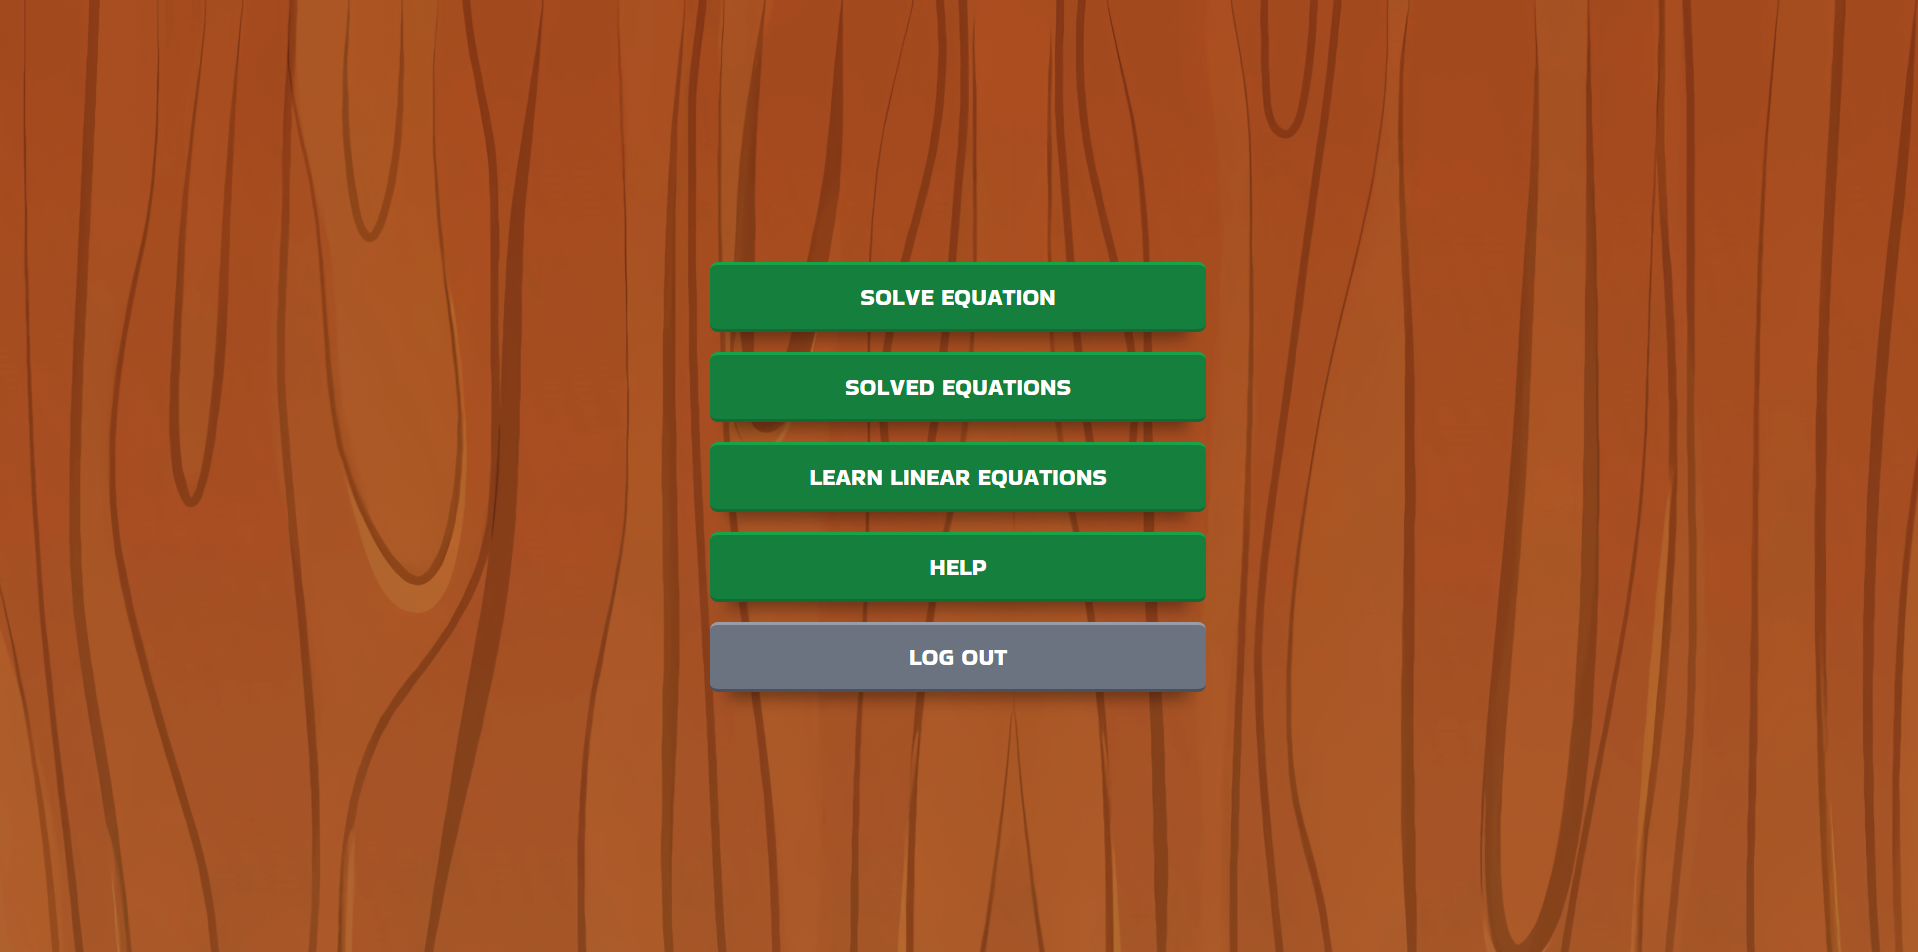 SOLVE EQUATION
SOLVED EQUATIONS
LEARN LINEAR EQUATIONS
HELP
LOG OUT